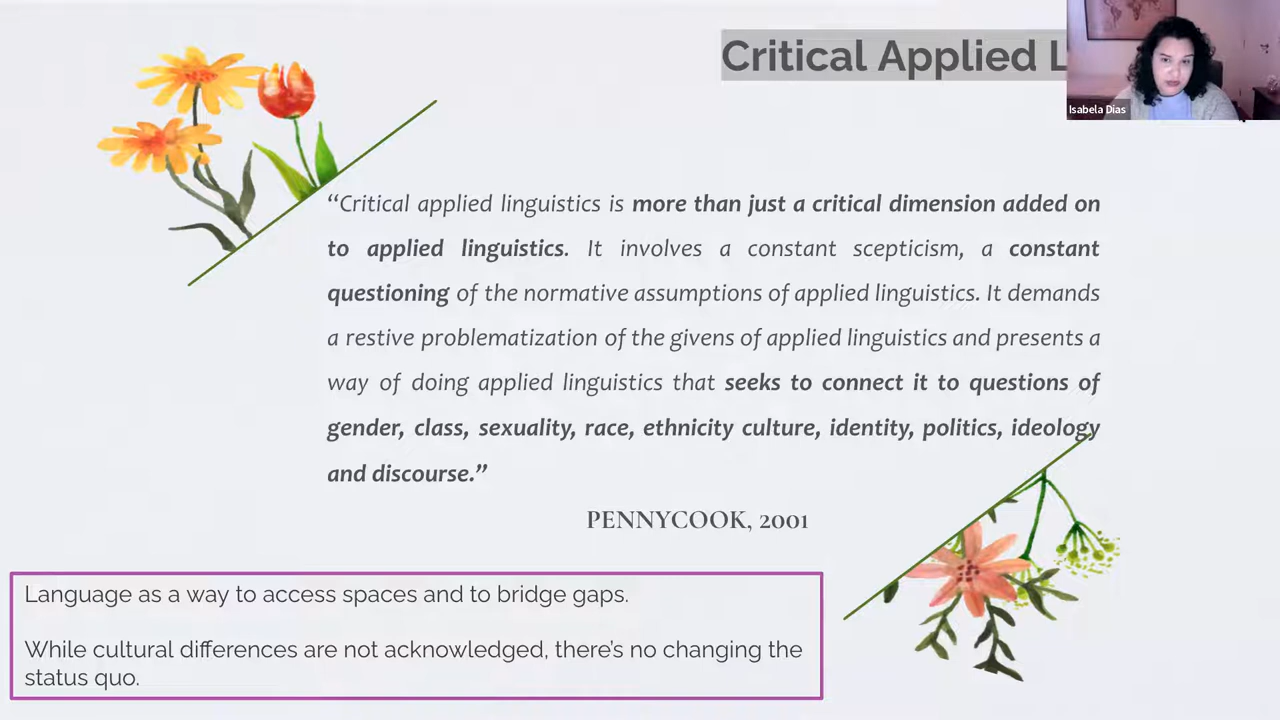 Critical Applied L
Isabela Dias
“Critical applied linguistics is more than just a critical dimension added on
to applied linguistics. It involves a constant scepticism, a constant
questioning of the normative assumptions of applied linguistics. It demands
a restive problematization of the givens of applied linguistics and presents a
way of doing applied linguistics that seeks to connect it to questions of
gender, class, sexuality, race, ethnicity culture, identity, politics, ideology
and discourse.”
PENNYCOOK, 2001
Language as a way to access spaces and to bridge gaps.
While cultural differences are not acknowledged, there’s no changing the
status quo.